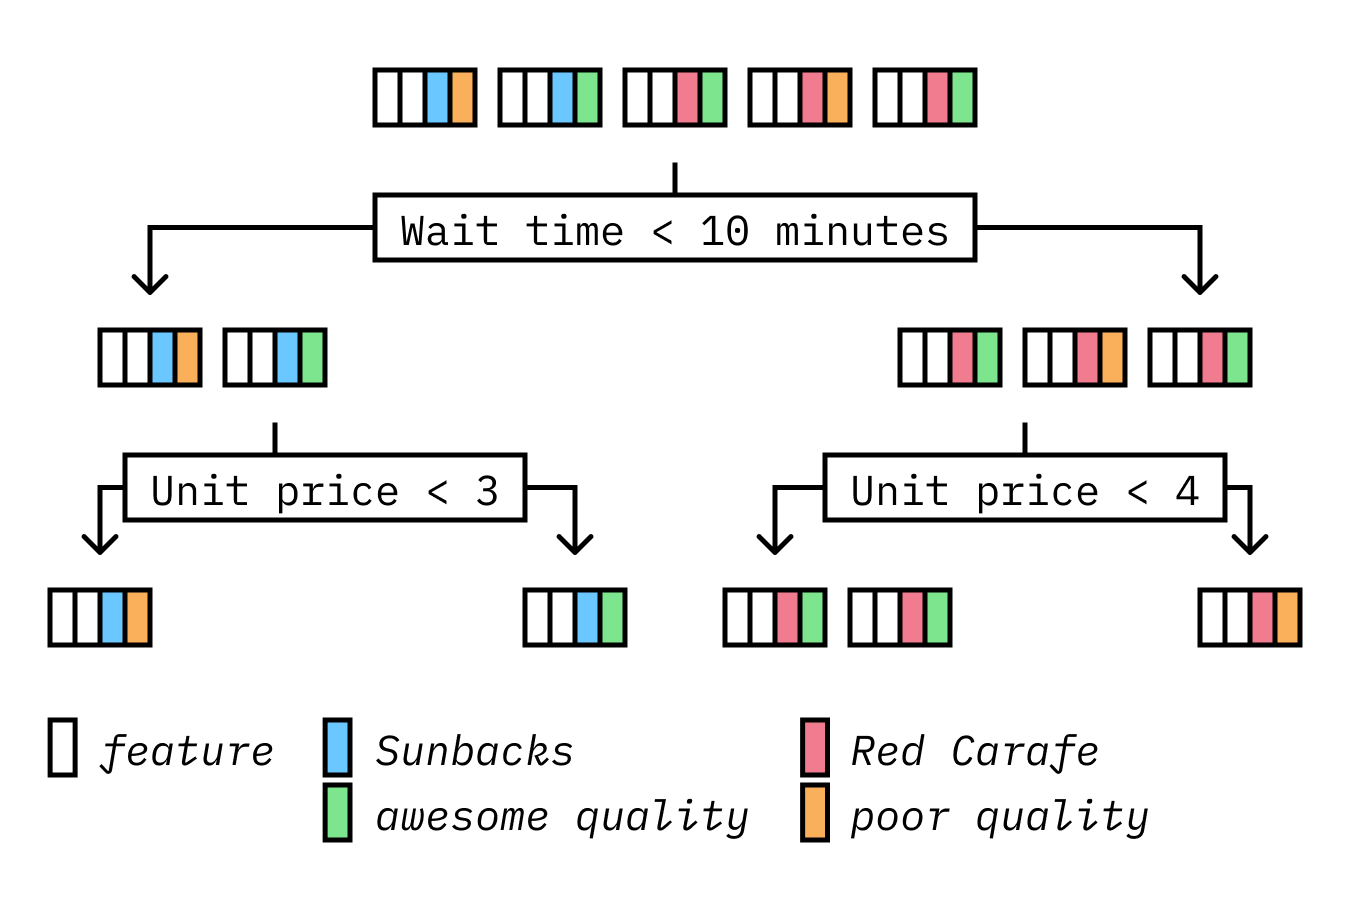 Wait time < 10 minutes
Unit price < 3
Unit price < 4
feature
Sunbacks
Red Carafe
awesome quality
poor quality